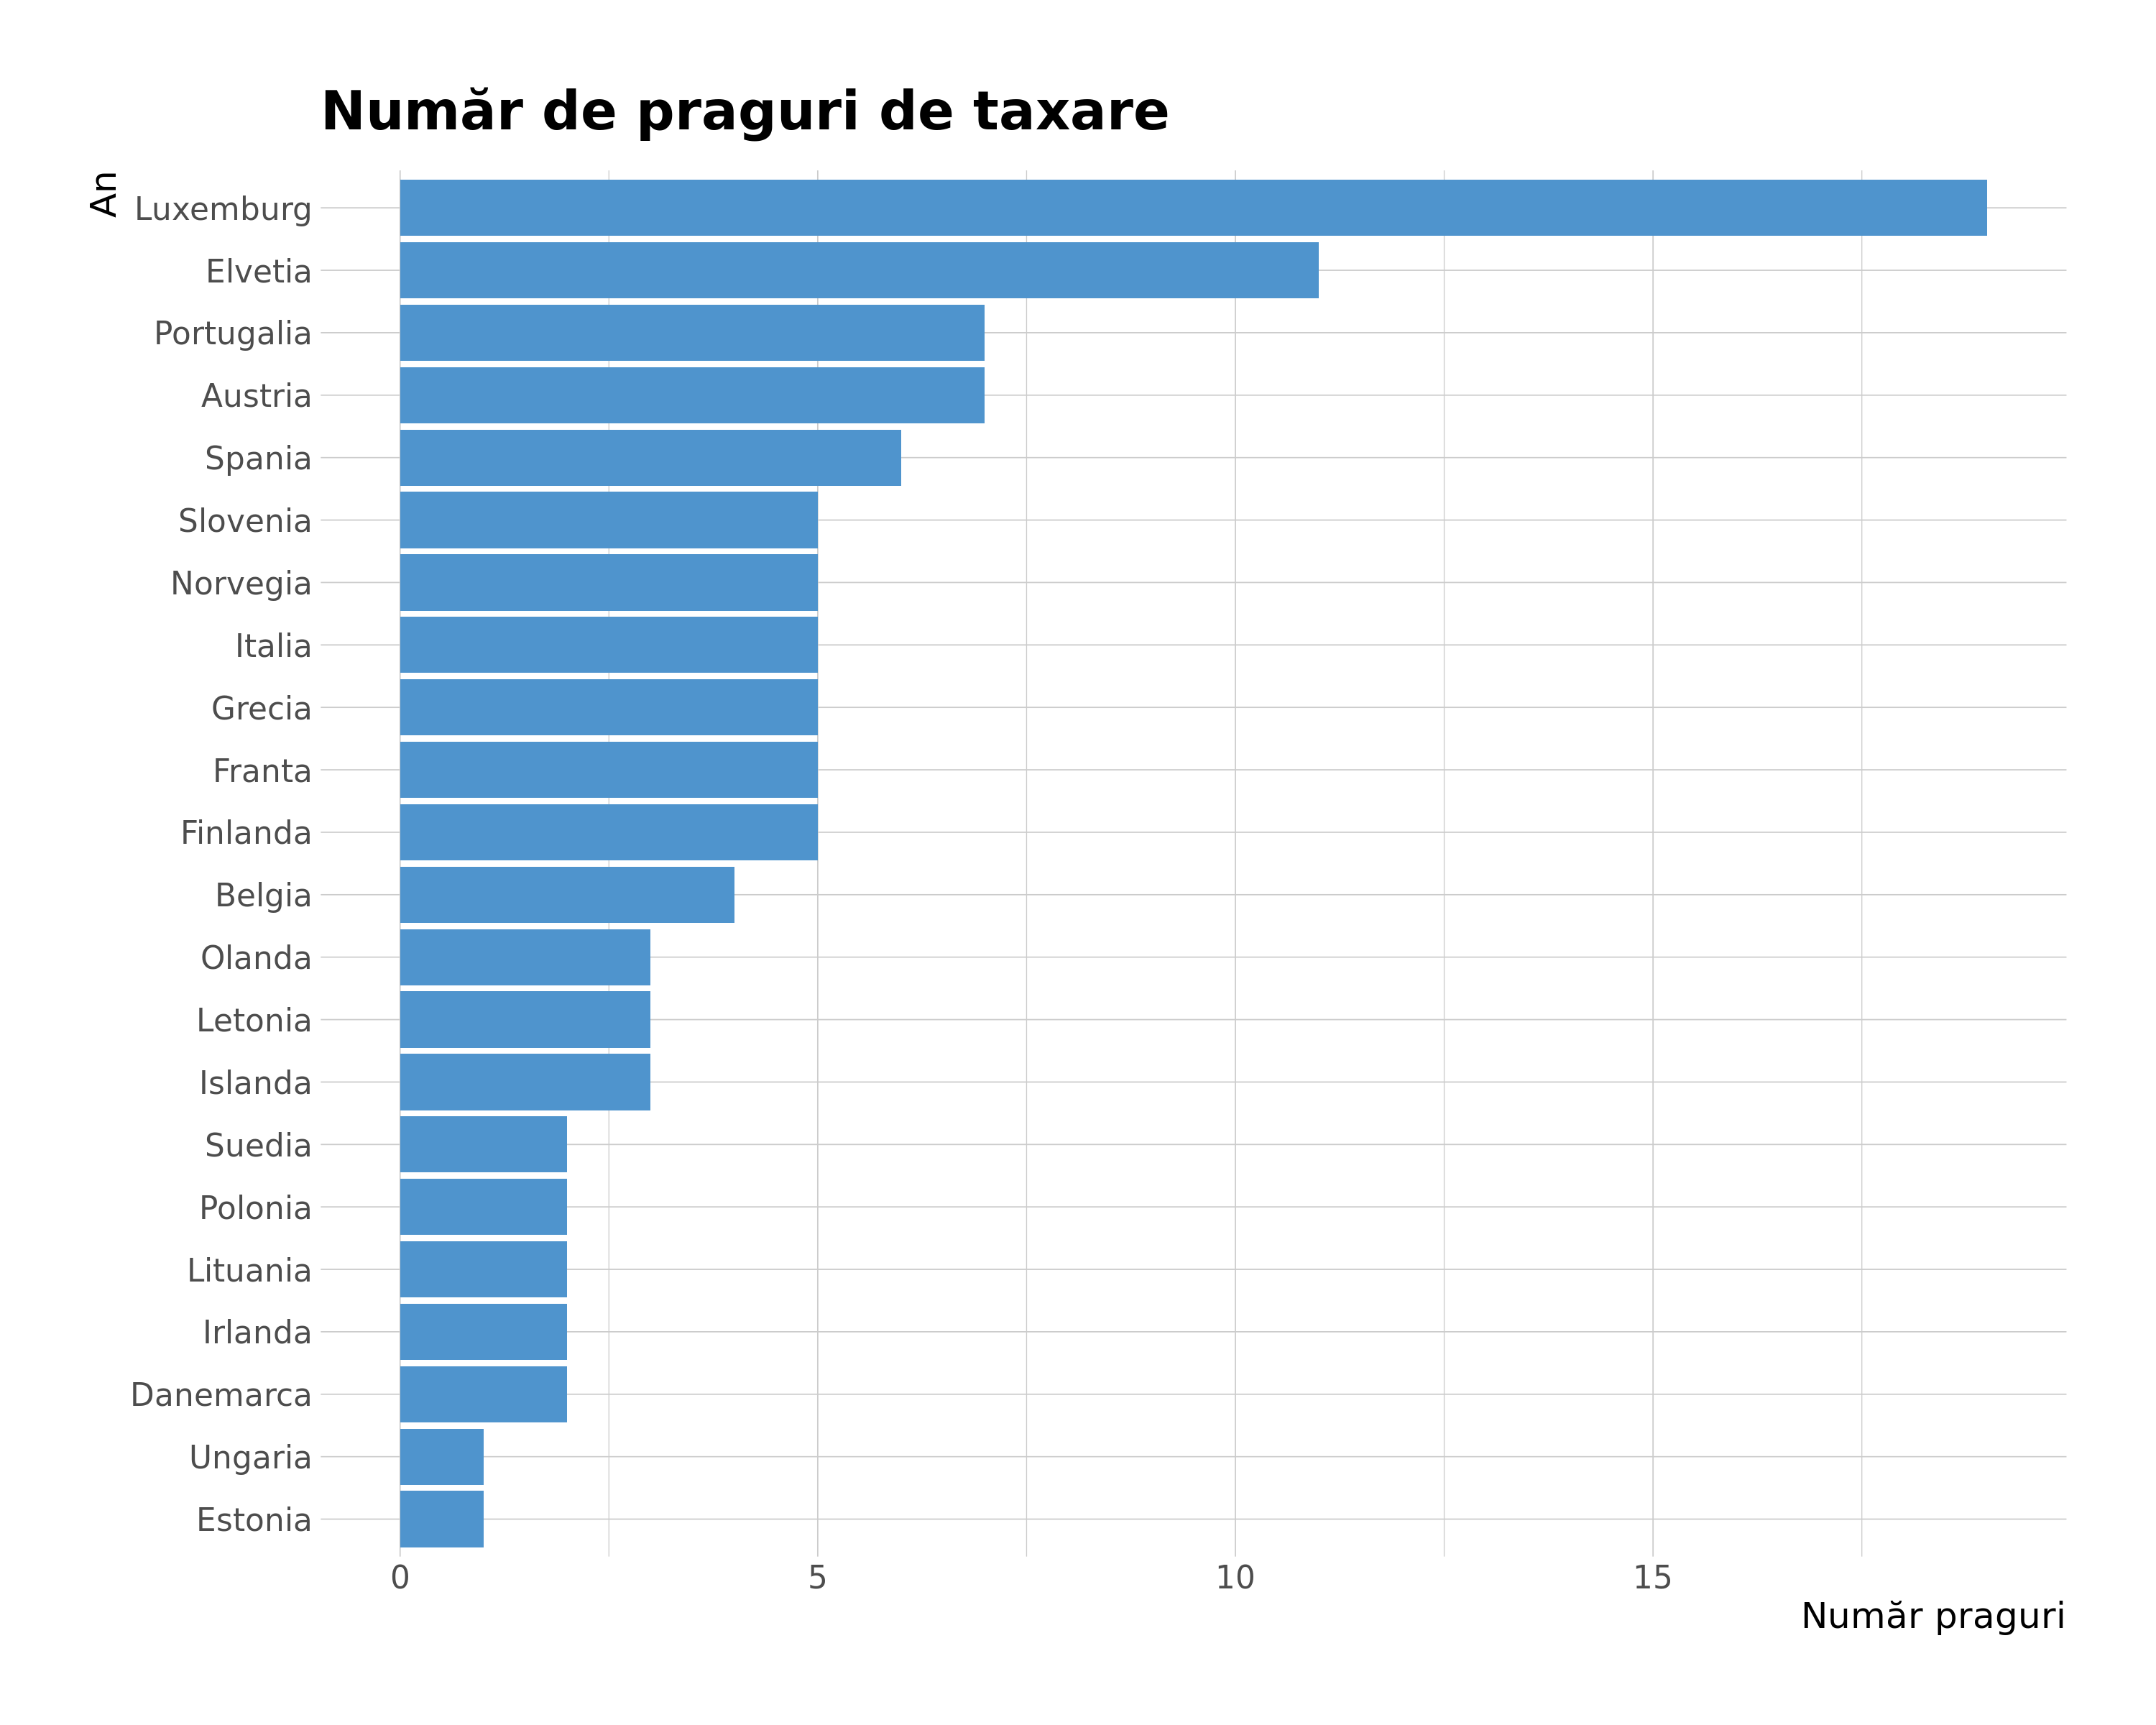 Număr de praguri de taxare
An
Luxemburg
Elvetia
Portugalia
Austria
Spania
Slovenia
Norvegia
Italia
Grecia
Franta
Finlanda
Belgia
Olanda
Letonia
Islanda
Suedia
Polonia
Lituania
Irlanda
Danemarca
Ungaria
Estonia
0 5 10 15
Număr praguri